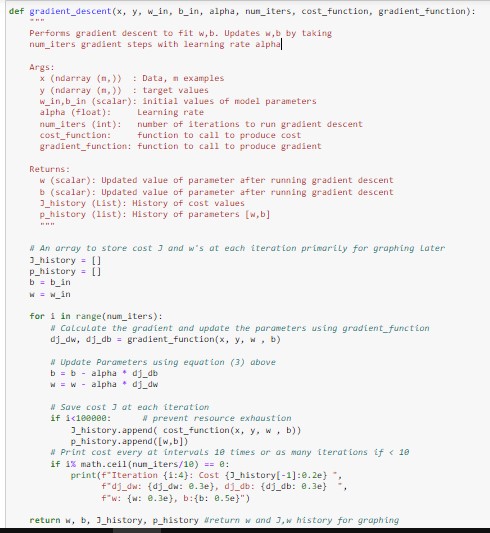 def gradient_descent(x, y, w_in, b_in, alpha, num_iters, cost_function, gradient_function):
    """
    Performs gradient descent to fit w,b. Updates w,b by taking
    num_iters gradient steps with learning rate alpha

    Args:
      x (ndarray (m,))  : Data, m examples
      y (ndarray (m,))  : target values
      w_in,b_in (scalar): initial values of model parameters
      alpha (float):     Learning rate
      num_iters (int):   number of iterations to run gradient descent
      cost_function:     function to call to produce cost
      gradient_function: function to call to produce gradient

    Returns:
      w (scalar): Updated value of parameter after running gradient descent
      b (scalar): Updated value of parameter after running gradient descent
      J_history (List): History of cost values
      p_history (list): History of parameters [w,b]
      """

    # An array to store cost J and w's at each iteration primarily for graphing later
    J_history = []
    p_history = []
    b = b_in
    w = w_in

    for i in range(num_iters):
        # Calculate the gradient and update the parameters using gradient_function
        dj_dw, dj_db = gradient_function(x, y, w , b)

        # Update Parameters using equation (3) above
        b = b - alpha * dj_db
        w = w - alpha * dj_dw

        # Save cost J at each iteration
        if i<100000:      # prevent resource exhaustion
            J_history.append( cost_function(x, y, w , b))
            p_history.append([w,b])
        # Print cost every at intervals 10 times or as many iterations if < 10
        if i% math.ceil(num_iters/10) == 0:
            print(f"Iteration {i:4}: Cost {J_history[-1]:0.2e} ",
                  f"dj_dw: {dj_dw: 0.3e}, dj_db: {dj_db: 0.3e}  ",
                  f"w: {w: 0.3e}, b:{b: 0.5e}")

    return w, b, J_history, p_history #return w and J,w history for graphing